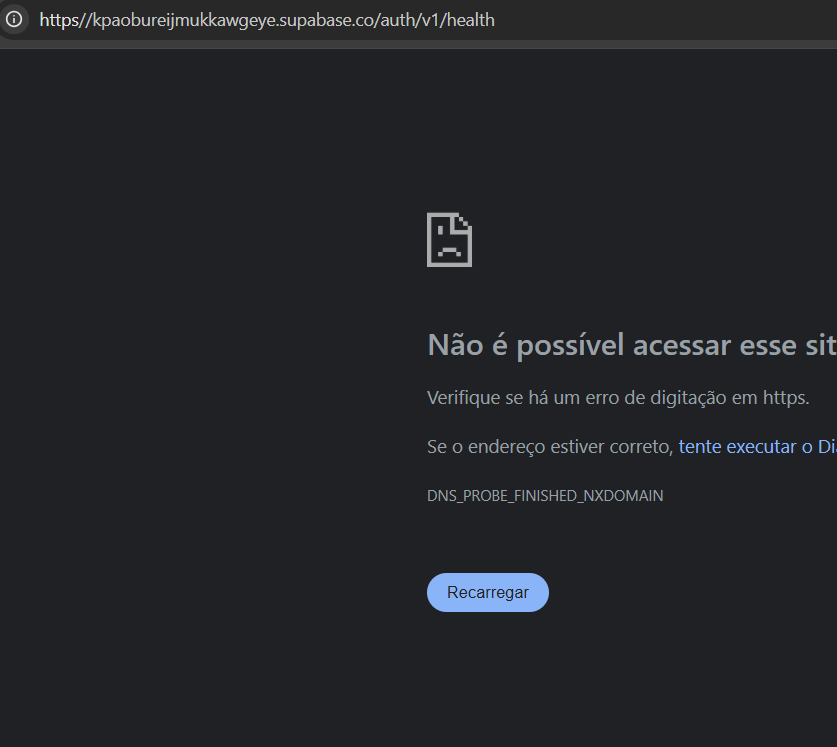 https//kpaobureijmukkawgeye.supabase.co/auth/v1/health
Não é possível acessar esse sit
Verifique se há um erro de digitação em https.
Se o endereço estiver correto, tente executar o Di
DNS_PROBE_FINISHED_NXDOMAIN
Recarregar